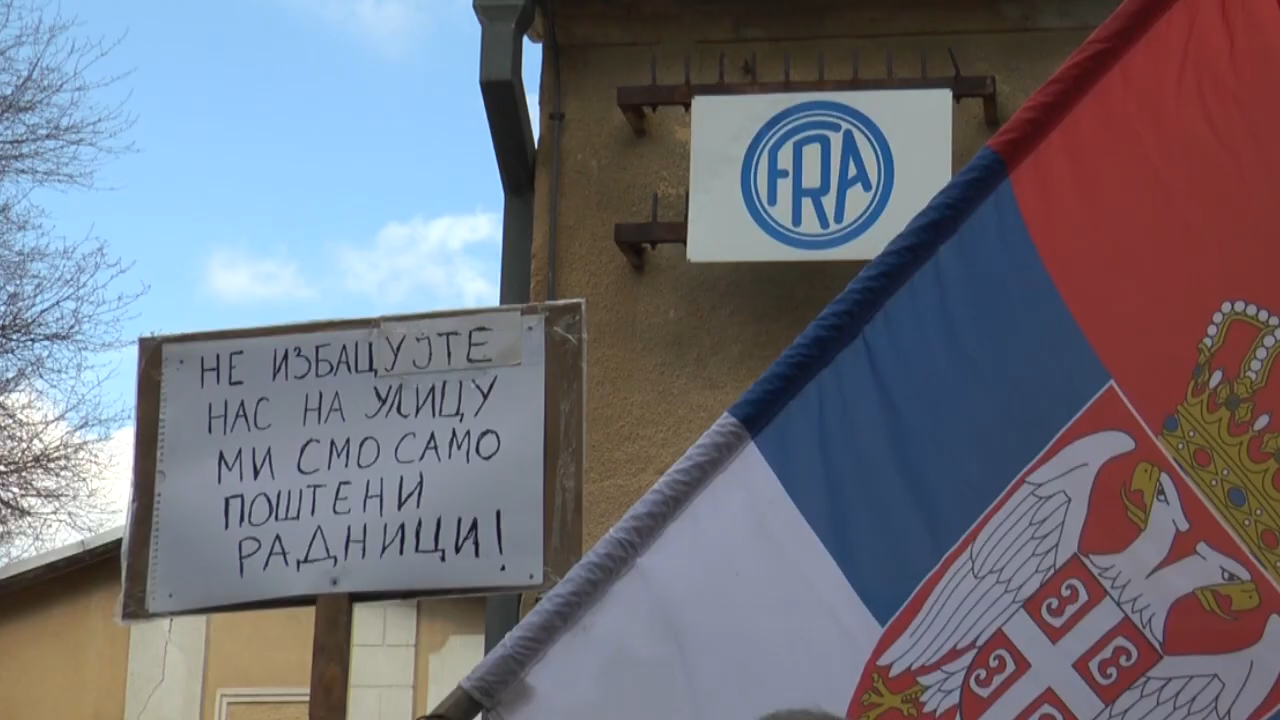 FRA
НЕ ИЗБАЦУЈТЕ
НАС НА УЛИЦУ
МИ СМО САМО
ПОШТЕНИ
РАДНИЦИ!